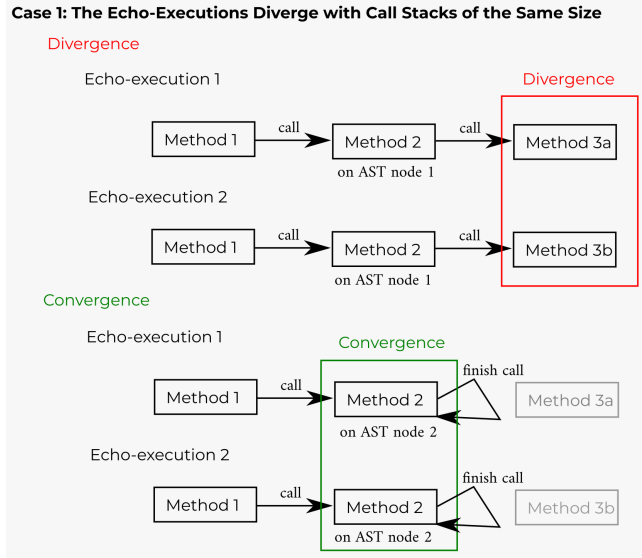 Case 1: The Echo-Executions Diverge with Call Stacks of the Same Size
Divergence
Echo-execution 1
Divergence
Method 1
call
Method 2
call
Method 3a
on AST node 1
Echo-execution 2
Method 1
call
Method 2
call
Method 3b
on AST node 1
Convergence
Echo-execution 1
Convergence
Method 1
call
Method 2
finish call
Method 3a
on AST node 2
Echo-execution 2
Method 1
call
Method 2
finish call
Method 3b
on AST node 2